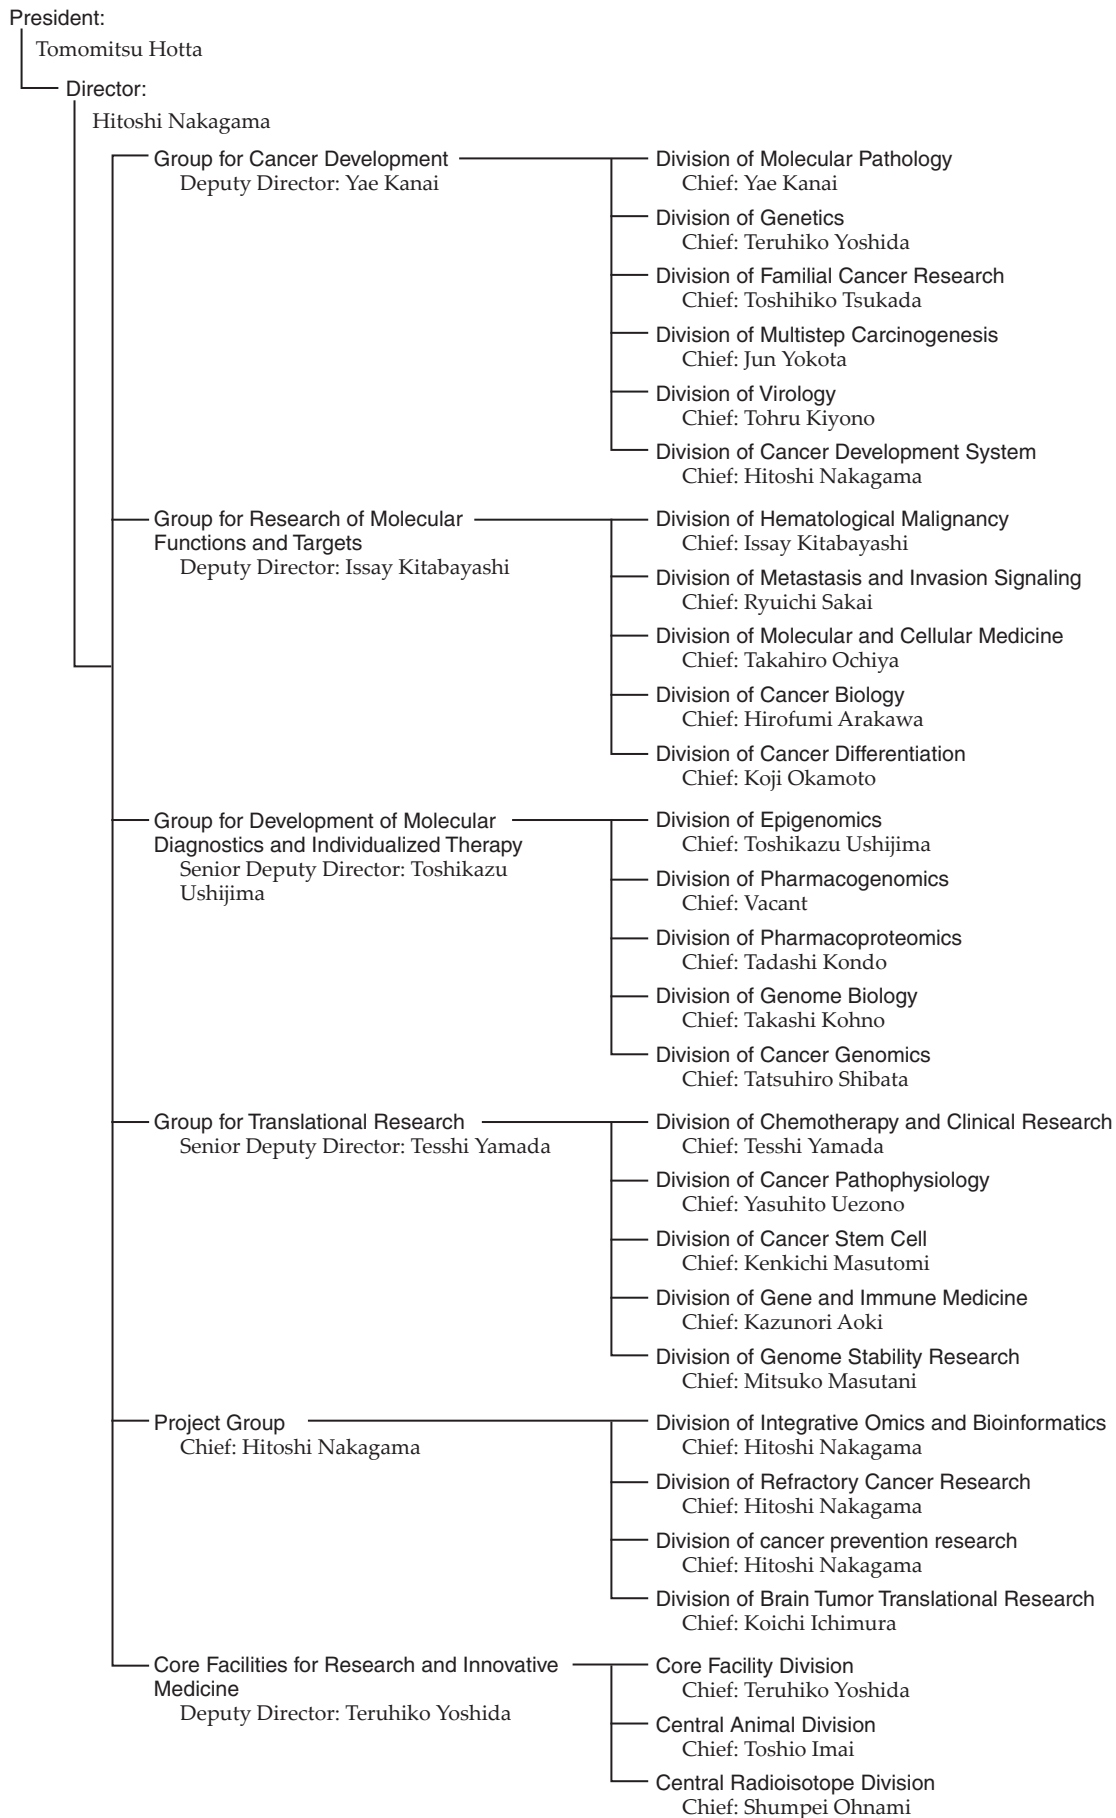 President:
Tomomitsu Hotta
Director:
Hitoshi Nakagama
Group for Cancer Development
Deputy Director: Yae Kanai
Division of Molecular Pathology
Chief: Yae Kanai
Division of Genetics
Chief: Teruhiko Yoshida
Division of Familial Cancer Research
Chief: Toshihiko Tsukada
Division of Multistep Carcinogenesis
Chief: Jun Yokota
Division of Virology
Chief: Tohru Kiyono
Division of Cancer Development System
Chief: Hitoshi Nakagama
Group for Research of Molecular
Functions and Targets
Deputy Director: Issay Kitabayashi
Division of Hematological Malignancy
Chief: Issay Kitabayashi
Division of Metastasis and Invasion Signaling
Chief: Ryuichi Sakai
Division of Molecular and Cellular Medicine
Chief: Takahiro Ochiya
Division of Cancer Biology
Chief: Hirofumi Arakawa
Division of Cancer Differentiation
Chief: Koji Okamoto
Group for Development of Molecular
Diagnostics and Individualized Therapy
Senior Deputy Director: Toshikazu
Ushijima
Division of Epigenomics
Chief: Toshikazu Ushijima
Division of Pharmacogenomics
Chief: Vacant
Division of Pharmacoproteomics
Chief: Tadashi Kondo
Division of Genome Biology
Chief: Takashi Kohno
Division of Cancer Genomics
Chief: Tatsuhiro Shibata
Group for Translational Research
Senior Deputy Director: Tesshi Yamada
Division of Chemotherapy and Clinical Research
Chief: Tesshi Yamada
Division of Cancer Pathophysiology
Chief: Yasuhito Uezono
Division of Cancer Stem Cell
Chief: Kenkichi Masutomi
Division of Gene and Immune Medicine
Chief: Kazunori Aoki
Division of Genome Stability Research
Chief: Mitsuko Masutani
Project Group
Chief: Hitoshi Nakagama
Division of Integrative Omics and Bioinformatics
Chief: Hitoshi Nakagama
Division of Refractory Cancer Research
Chief: Hitoshi Nakagama
Division of cancer prevention research
Chief: Hitoshi Nakagama
Division of Brain Tumor Translational Research
Chief: Koichi Ichimura
Core Facilities for Research and Innovative
Medicine
Deputy Director: Teruhiko Yoshida
Core Facility Division
Chief: Teruhiko Yoshida
Central Animal Division
Chief: Toshio Imai
Central Radioisotope Division
Chief: Shumpei Ohnami